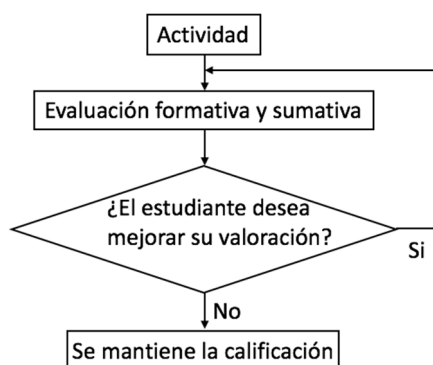 Actividad
Evaluación formativa y sumativa
¿El estudiante desea
mejorar su valoración?
Si
No
Se mantiene la calificación